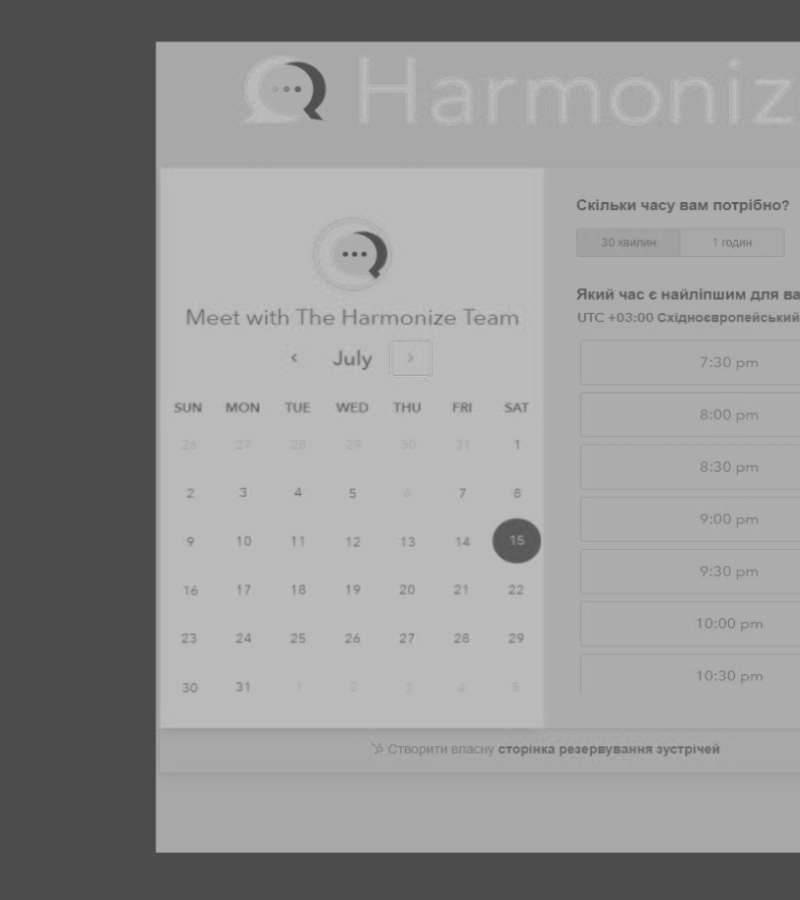 Harmoniz
Meet with The Harmonize Team
‹ July ›
SUN MON TUE WED THU FRI SAT
26 27 28 29 30 31 1
2 3 4 5 6 7 8
9 10 11 12 13 14 15
16 17 18 19 20 21 22
23 24 25 26 27 28 29
30 31 1 2 3 4 5
Скільки часу вам потрібно?
30 хвилин 1 годин
Який час є найліпшим для ва
UTC +03:00 Східноєвропейський
7:30 pm
8:00 pm
8:30 pm
9:00 pm
9:30 pm
10:00 pm
10:30 pm
Створити власну сторінка резервування зустрічей